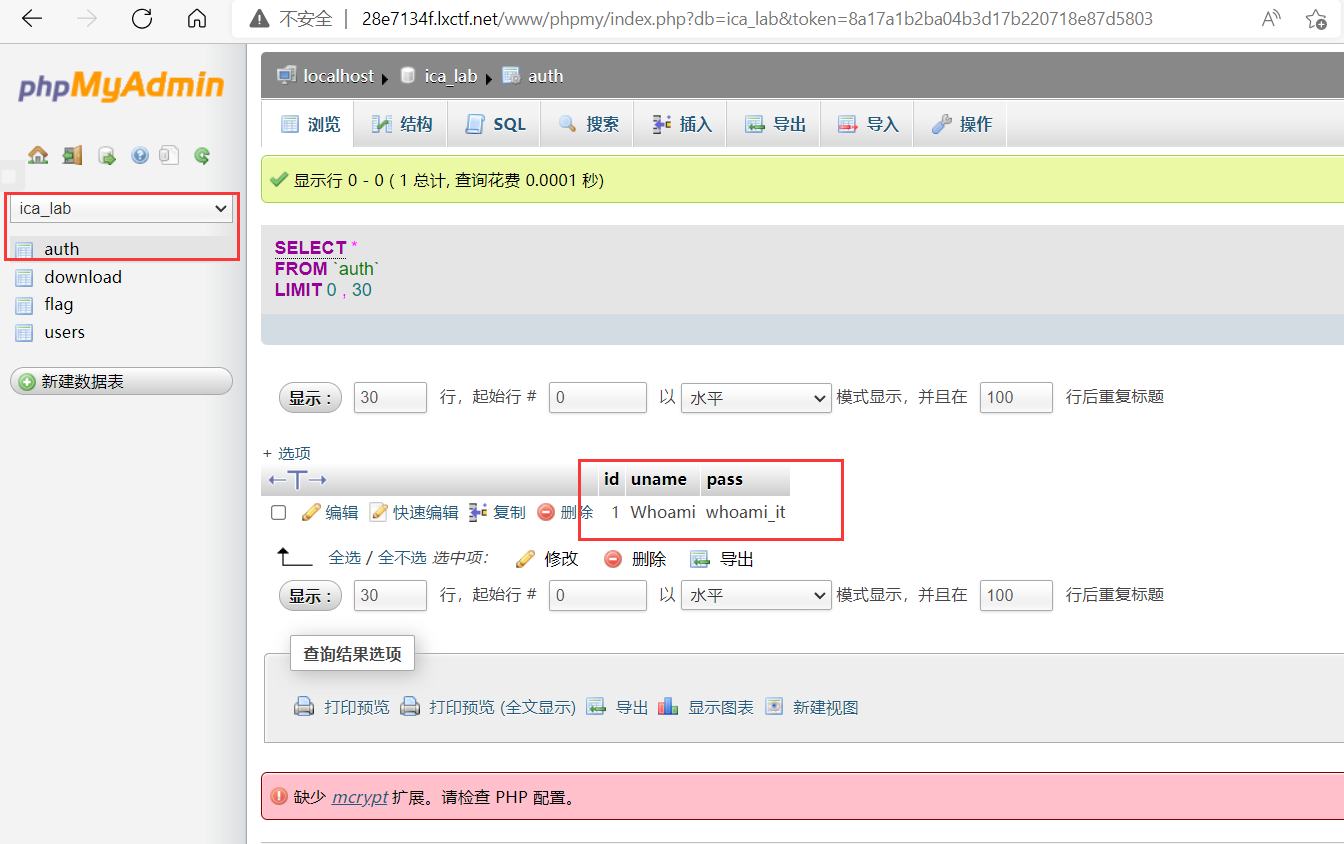 不安全 | 28e7134f.lxctf.net/www/phpmy/index.php?db=ica_lab&token=8a17a1b2ba04b3d17b220718e87d5803
phpMyAdmin
localhost ica_lab auth
浏览 结构 SQL 搜索 插入 导出 导入 操作
显示行 0 - 0 ( 1 总计, 查询花费 0.0001 秒)
ica_lab
auth
download
flag
users
新建数据表
SELECT *
FROM `auth`
LIMIT 0 , 30
显示 : 30 行，起始行 # 0 以 水平 模式显示，并且在 100 行后重复标题
+ 选项
←T→ id uname pass
编辑 快速编辑 复制 删除 1 Whoami whoami_it
全选 / 全不选 选中项: 修改 删除 导出
显示 : 30 行，起始行 # 0 以 水平 模式显示，并且在 100 行后重复标题
查询结果选项
打印预览 打印预览 (全文显示) 导出 显示图表 新建视图
缺少 mcrypt 扩展。请检查 PHP 配置。